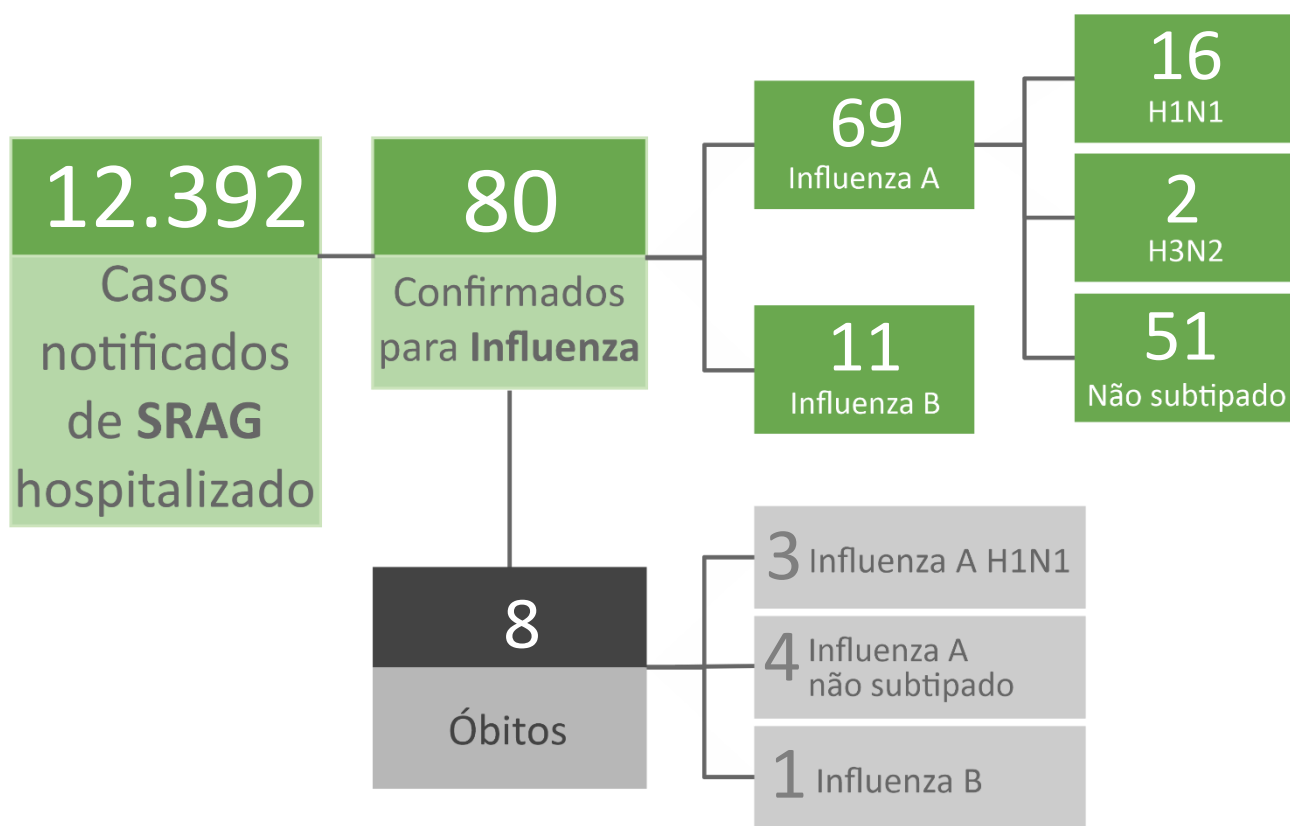 12.392
Casos
notificados
de SRAG
hospitalizado
80
Confirmados
para Influenza
69
Influenza A
11
Influenza B
16
H1N1
2
H3N2
51
Não subtipado
8
Óbitos
3 Influenza A H1N1
4 Influenza A
não subtipado
1 Influenza B